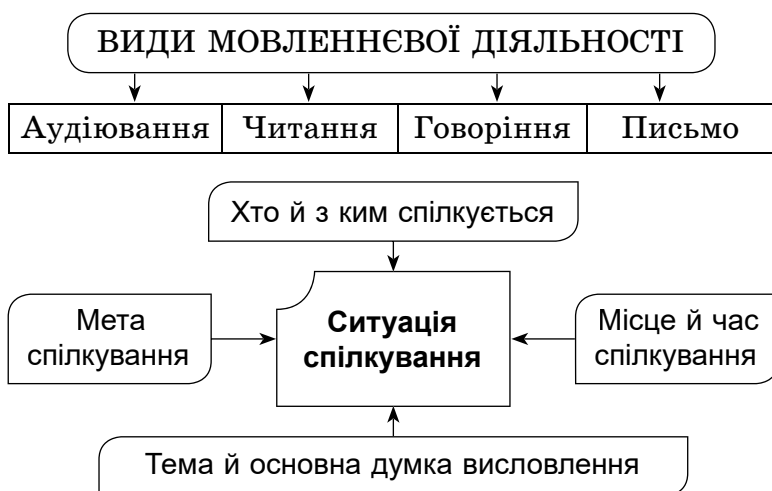 ВИДИ МОВЛЕННЄВОЇ ДІЯЛЬНОСТІ
Аудіювання Читання Говоріння Письмо
Хто й з ким спілкується
Мета
спілкування
Ситуація
спілкування
Місце й час
спілкування
Тема й основна думка висловлення